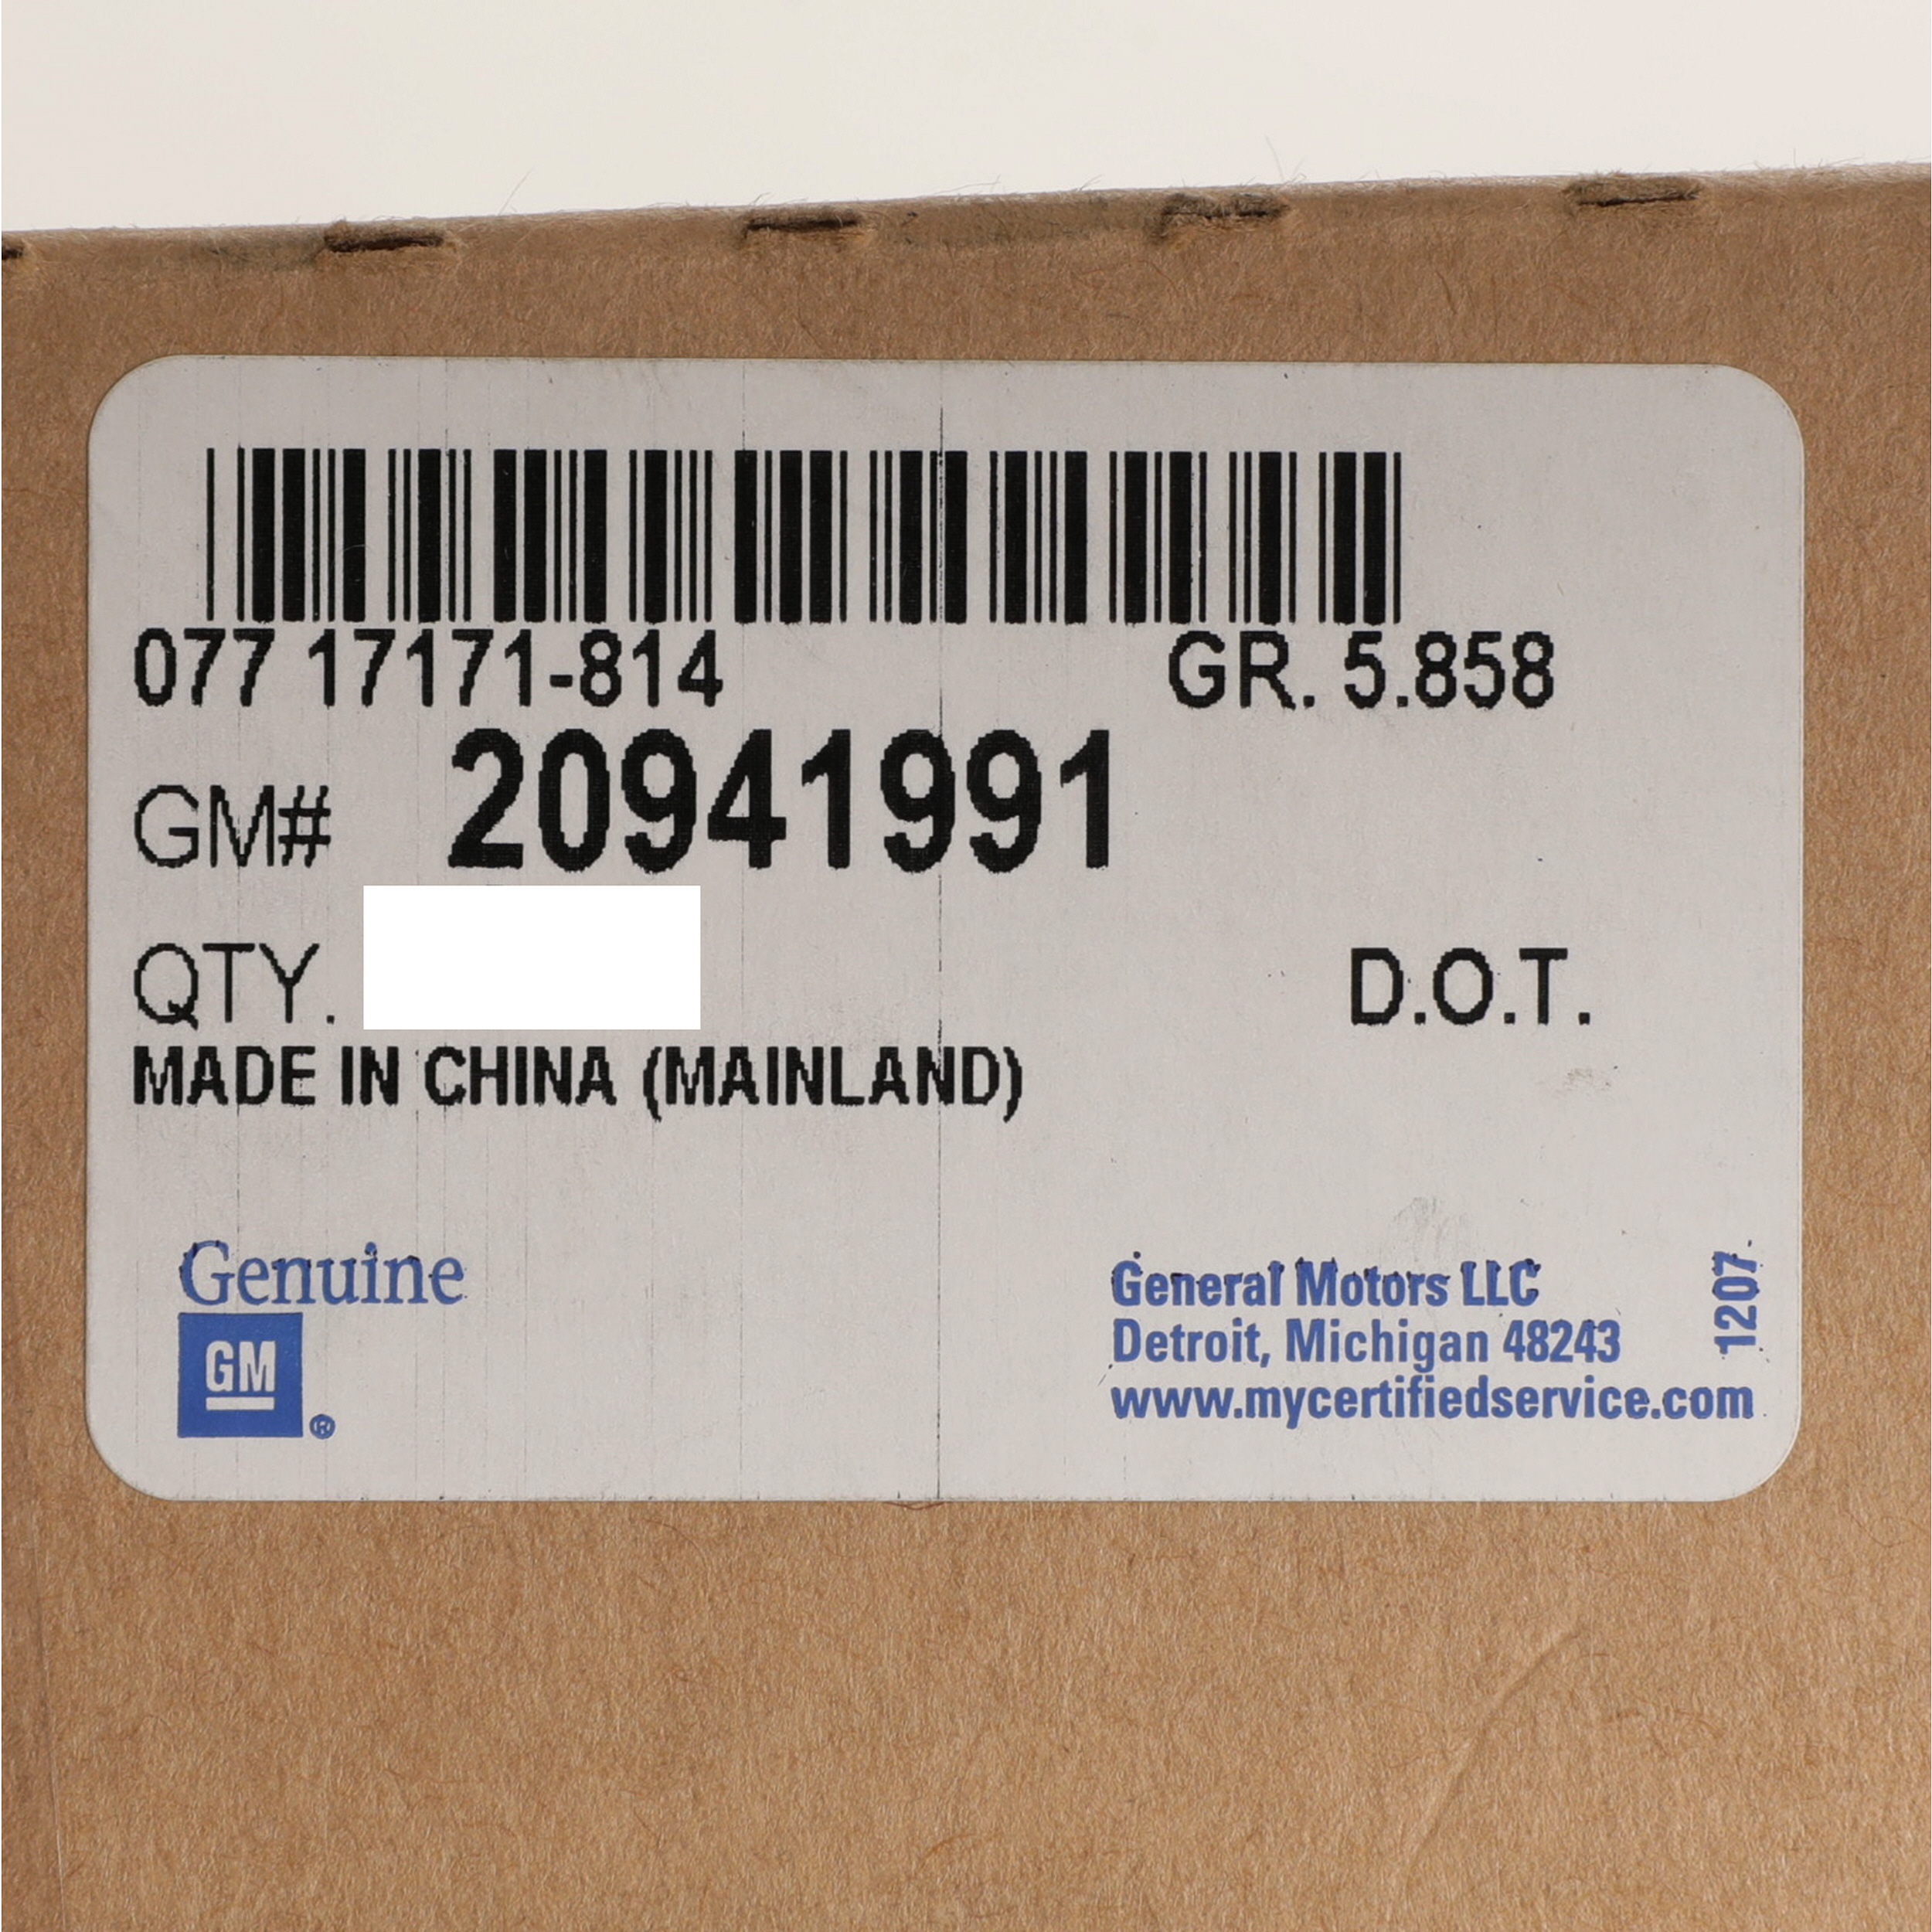 077 17171-814 GR. 5.858
GM# 20941991
QTY. D.O.T.
MADE IN CHINA (MAINLAND)
Genuine
GM
®
General Motors LLC
Detroit, Michigan 48243
www.mycertifiedservice.com
1207